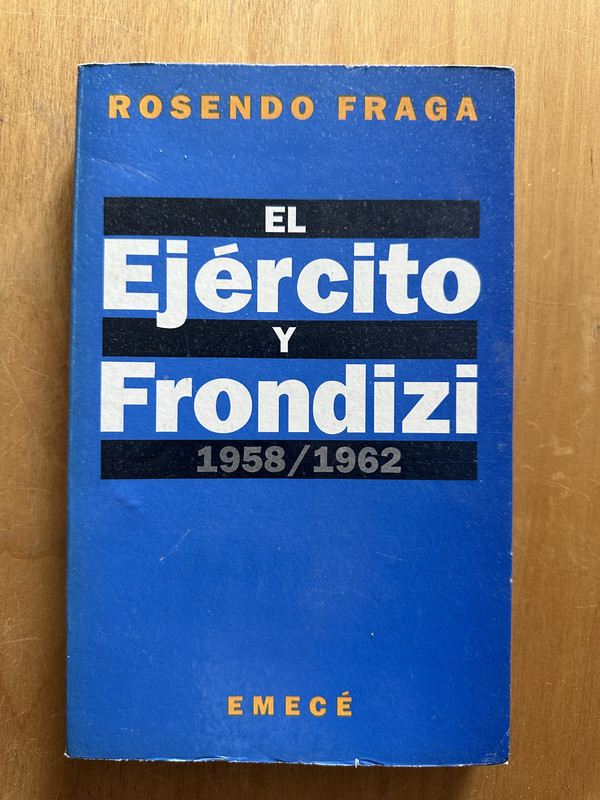 ROSENDO FRAGA
EL
Ejército
Y
Frondizi
1958/1962
EMECÉ